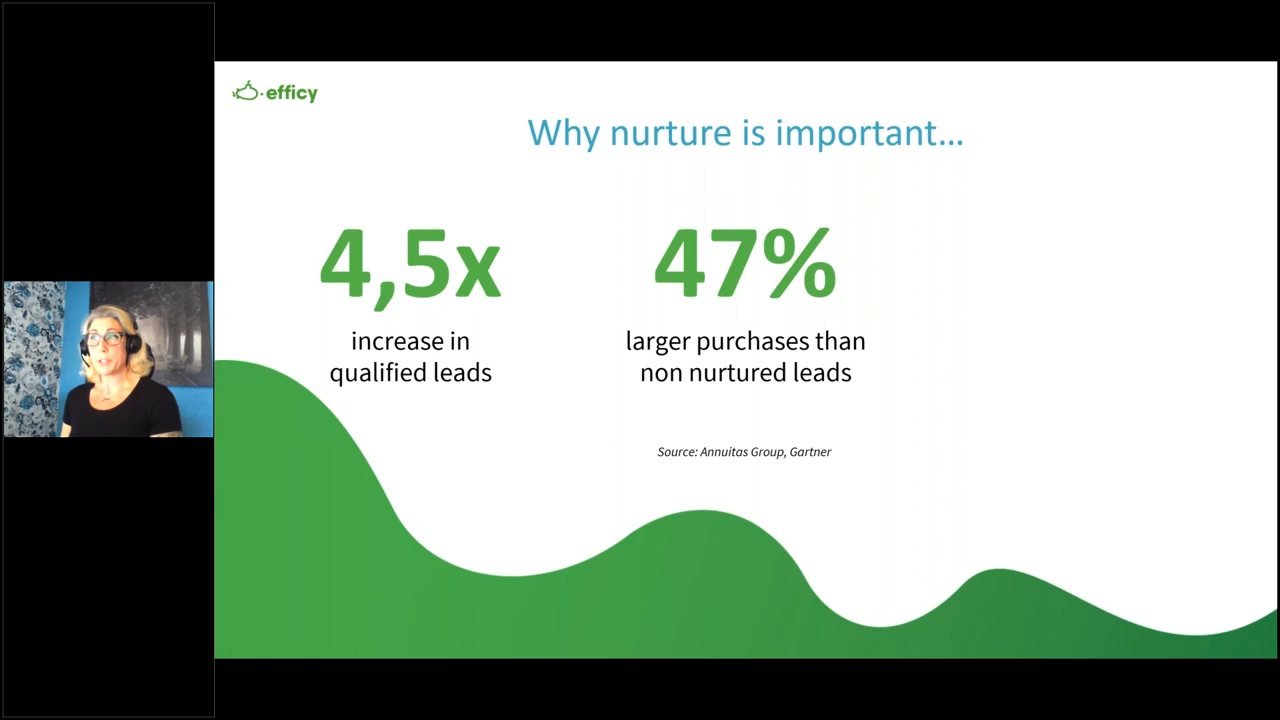 efficy
Why nurture is important...
4,5x
increase in
qualified leads
47%
larger purchases than
non nurtured leads
Source: Annuitas Group, Gartner